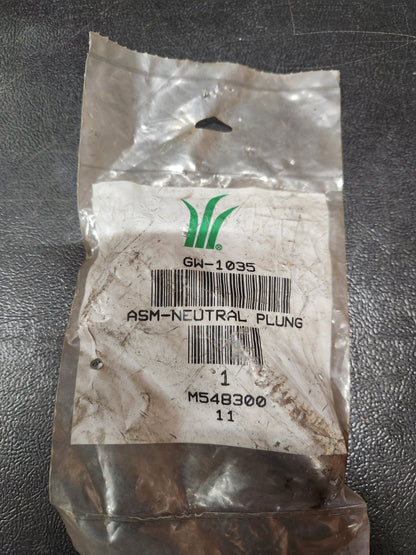 ®
GW-1035
ASM-NEUTRAL PLUNG
1
M548300
11